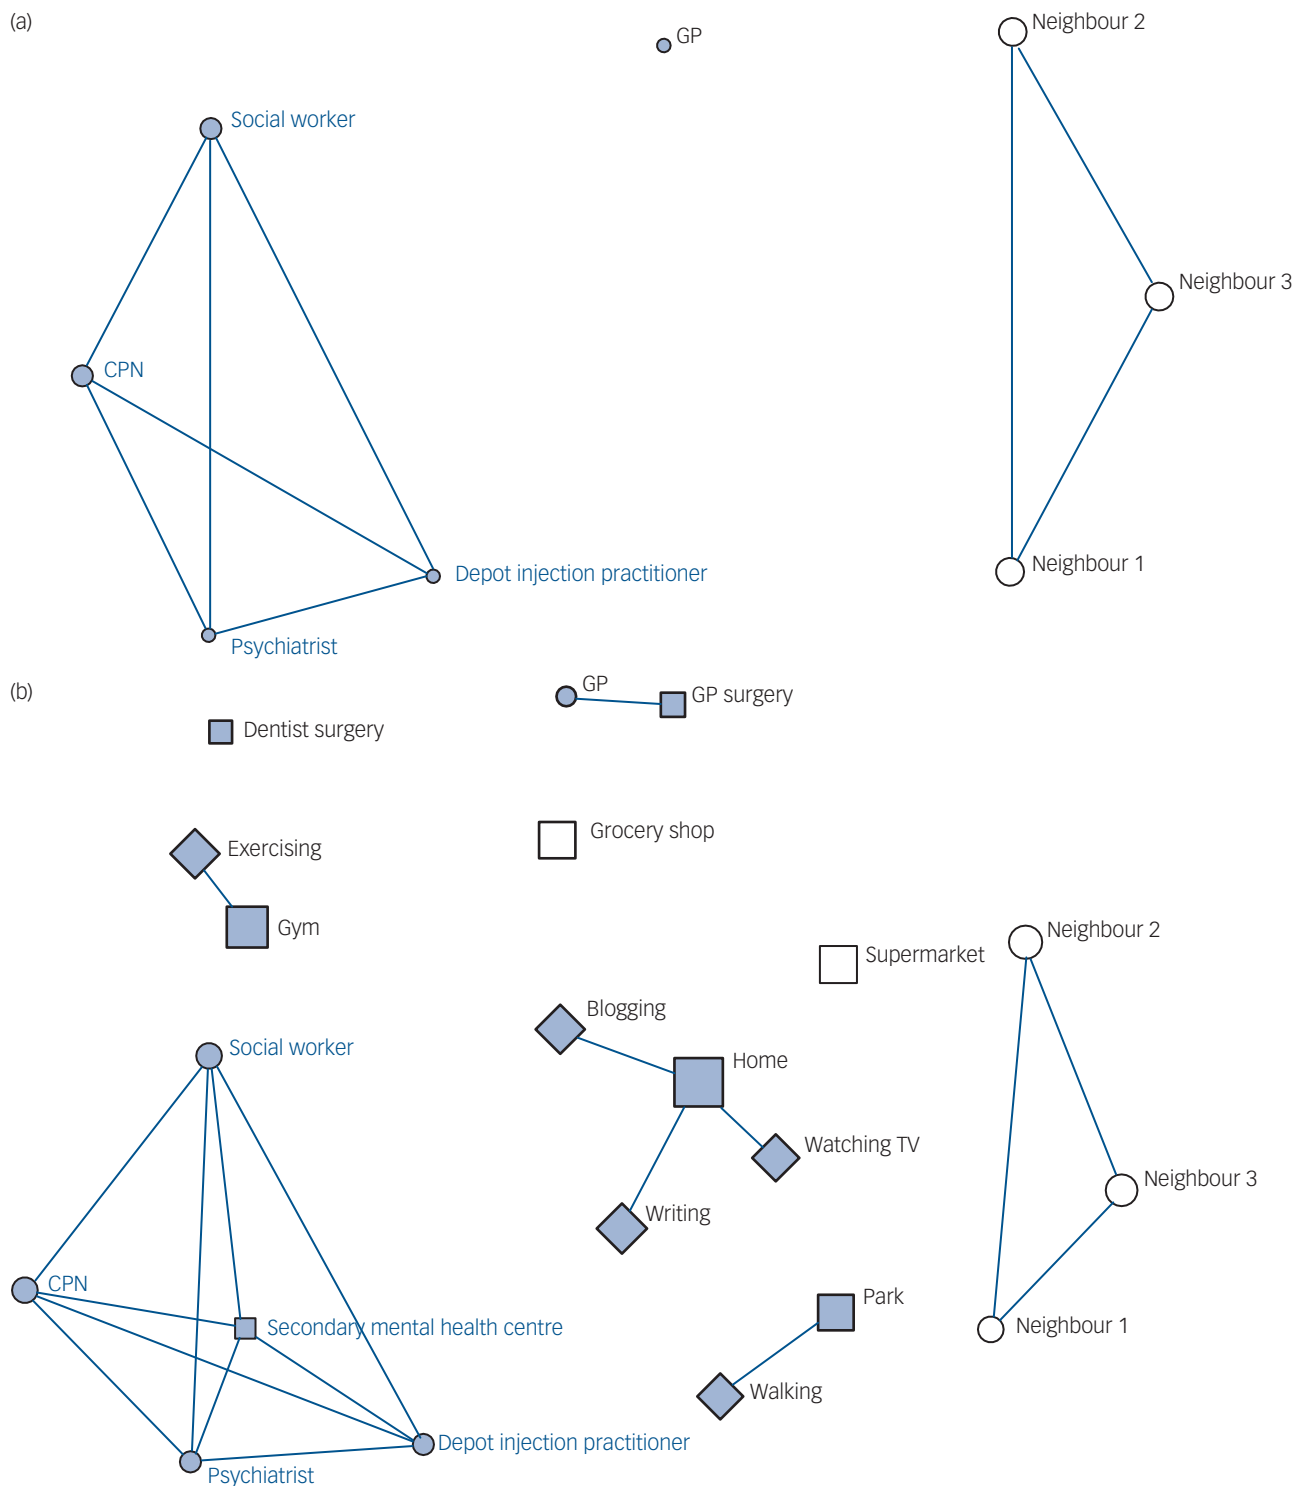 (a)
GP
Neighbour 2
Social worker
Neighbour 3
CPN
Neighbour 1
Depot injection practitioner
Psychiatrist
(b)
GP
GP surgery
Dentist surgery
Grocery shop
Exercising
Gym
Neighbour 2
Supermarket
Blogging
Social worker
Home
Watching TV
Neighbour 3
Writing
CPN
Park
Secondary mental health centre
Neighbour 1
Walking
Depot injection practitioner
Psychiatrist